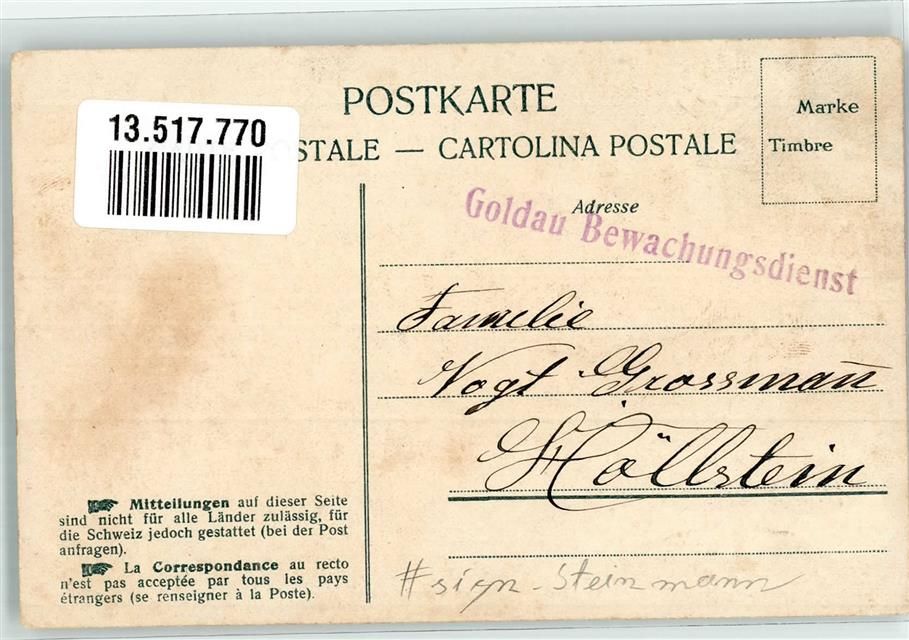 POSTKARTE
13.517.770
STALE — CARTOLINA POSTALE
Marke
Timbre
Adresse
Goldau Bewachungsdienst
Familie
Vogt Grossmañ
Höllstein
Mitteilungen auf dieser Seite
sind nicht für alle Länder zulässig, für
die Schweiz jedoch gestattet (bei der Post
anfragen).
La Correspondance au recto
n'est pas acceptée par tous les pays
étrangers (se renseigner à la Poste).
#sign. Steinmann